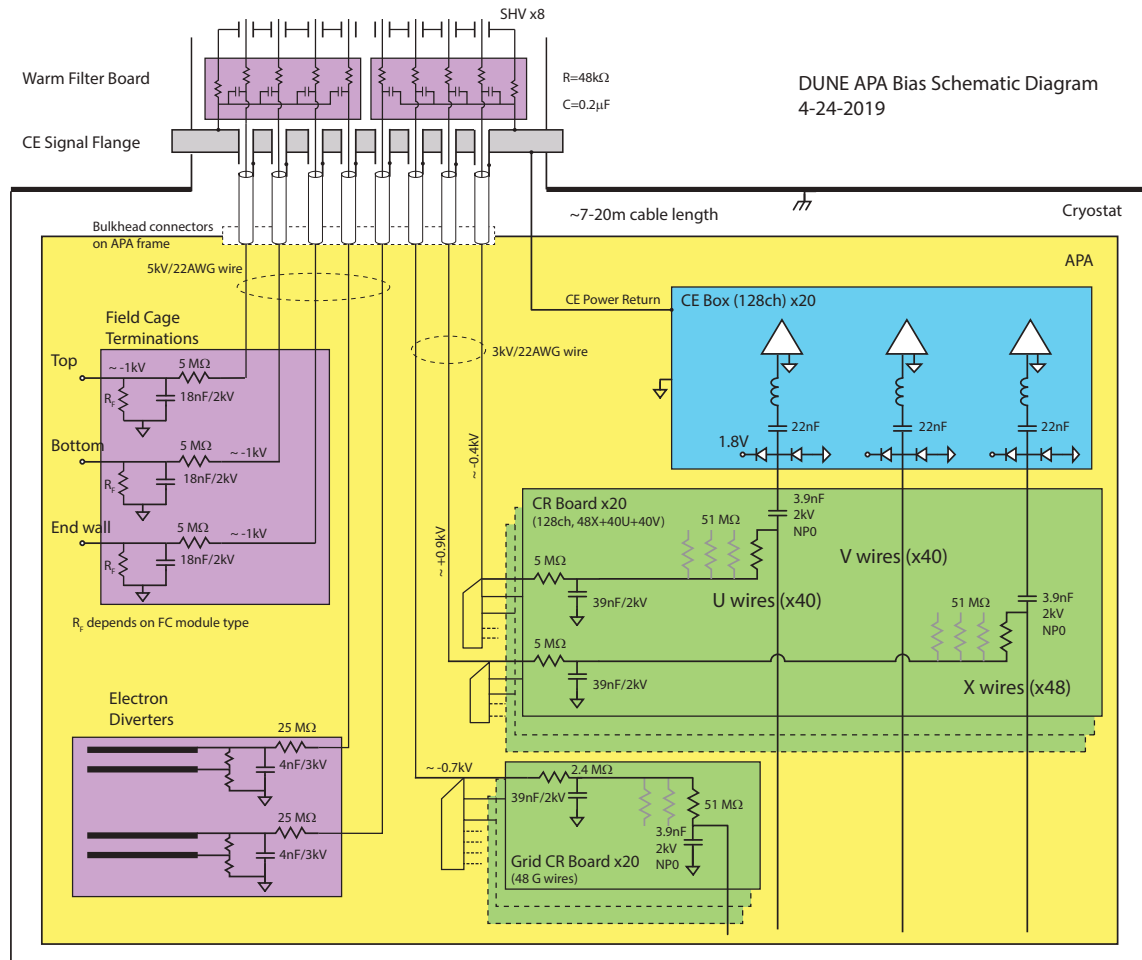 SHV x8
Warm Filter Board
R=48kΩ
C=0.2μF
DUNE APA Bias Schematic Diagram
4-24-2019
CE Signal Flange
~7-20m cable length
Cryostat
Bulkhead connectors
on APA frame
APA
5kV/22AWG wire
CE Power Return
CE Box (128ch) x20
Field Cage
Terminations
3kV/22AWG wire
Top
~ -1kV
5 MΩ
18nF/2kV
R_F
22nF
22nF
22nF
1.8V
Bottom
5 MΩ
~ -1kV
18nF/2kV
R_F
~ -0.4kV
~ +0.9kV
CR Board x20
(128ch, 48X+40U+40V)
3.9nF
2kV
NP0
51 MΩ
End wall
5 MΩ
~ -1kV
18nF/2kV
R_F
5 MΩ
39nF/2kV
U wires (x40)
V wires (x40)
51 MΩ
3.9nF
2kV
NP0
R_F depends on FC module type
5 MΩ
39nF/2kV
X wires (x48)
Electron
Diverters
25 MΩ
4nF/3kV
25 MΩ
4nF/3kV
~ -0.7kV
2.4 MΩ
39nF/2kV
51 MΩ
3.9nF
2kV
NP0
Grid CR Board x20
(48 G wires)